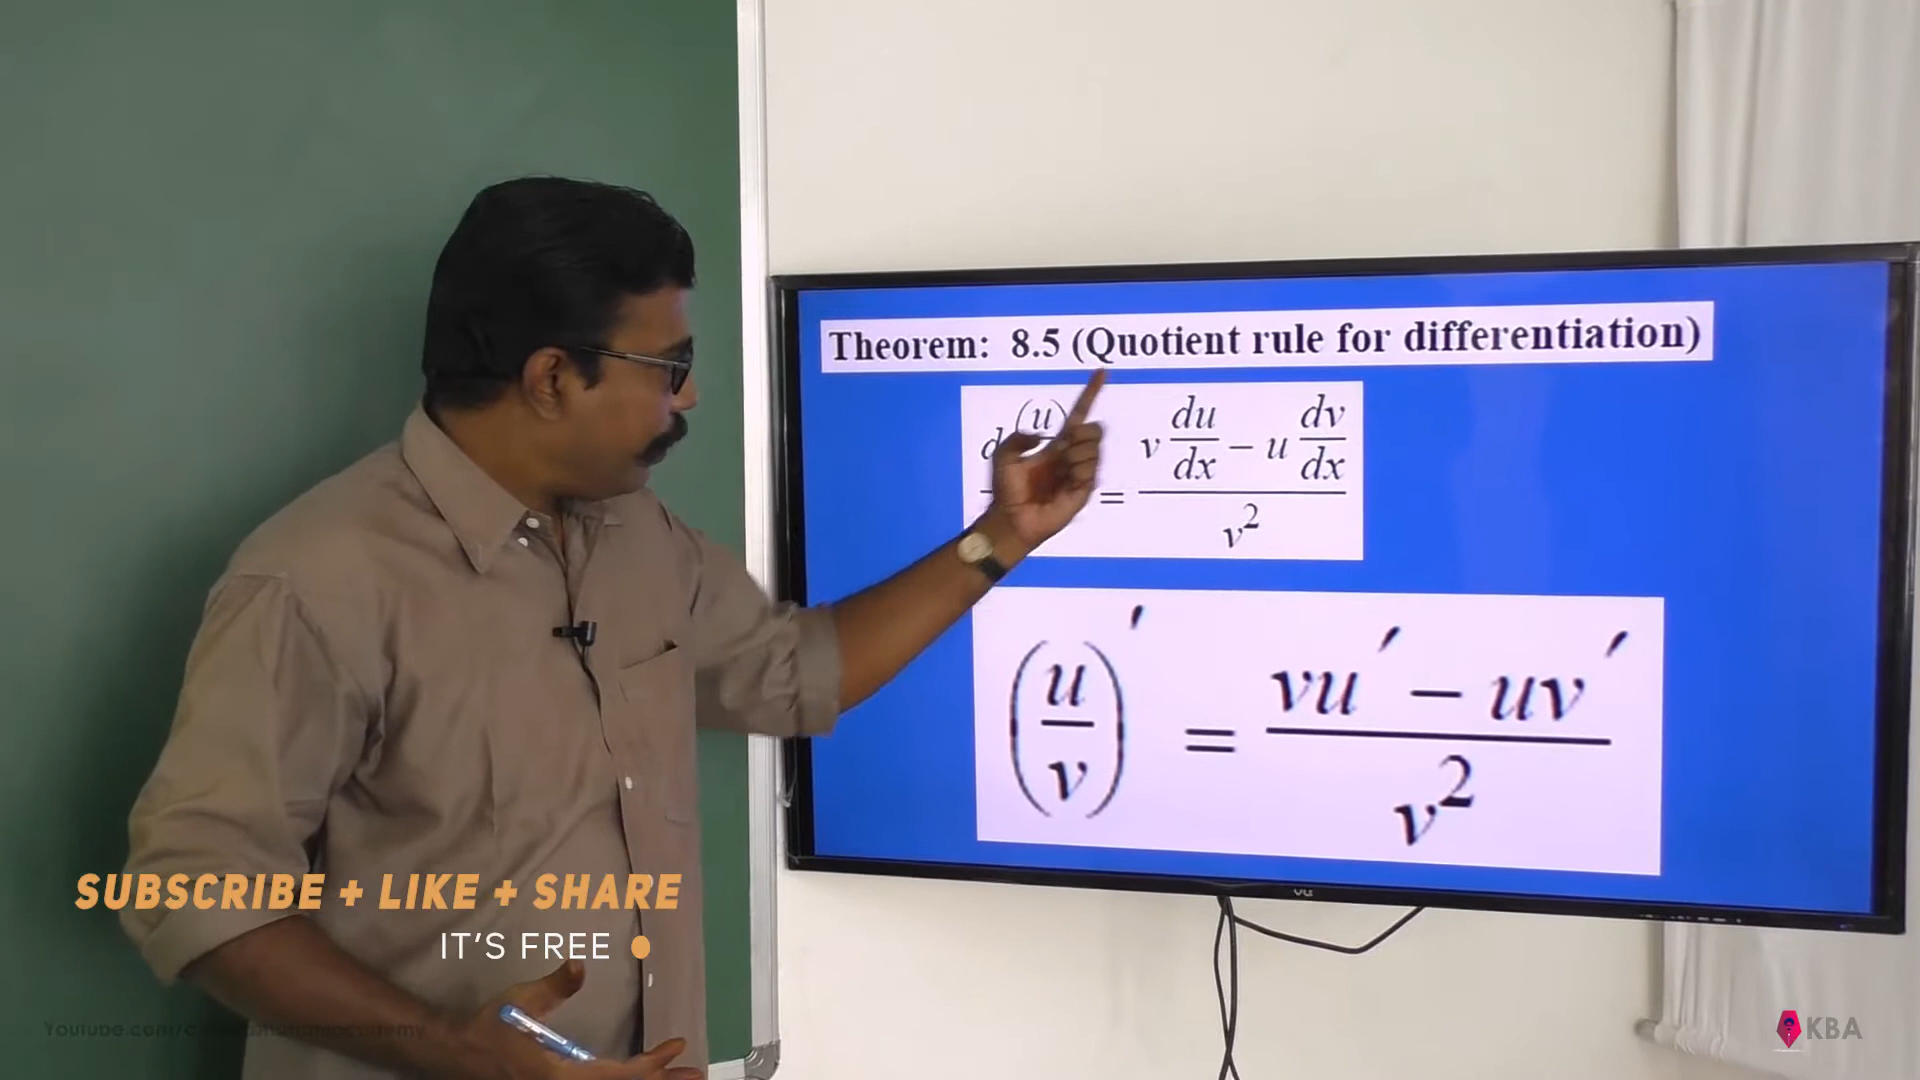 Theorem: 8.5 (Quotient rule for differentiation)
d(u = v du/dx − u dv/dx / v²
(u/v)′ = vu′ − uv′ / v²
SUBSCRIBE + LIKE + SHARE
IT'S FREE
KBA